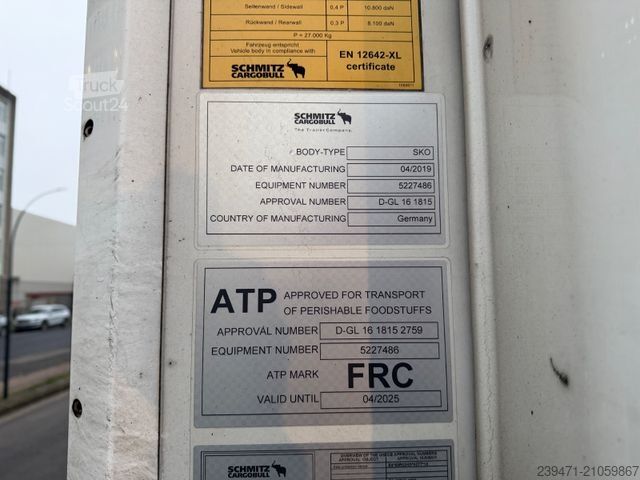 Seitenwand / Sidewall 0,4 P 10.800 daN
Rückwand / Rearwall 0,3 P 8.100 daN
P = 27.000 Kg
Fahrzeug entspricht
Vehicle body in compliance with
EN 12642-XL
certificate
SCHMITZ
CARGOBULL
Truck
Scout24
SCHMITZ
CARGOBULL
The Trailer Company.
BODY-TYPE SKO
DATE OF MANUFACTURING 04/2019
EQUIPMENT NUMBER 5227486
APPROVAL NUMBER D-GL 16 1815
COUNTRY OF MANUFACTURING Germany
ATP APPROVED FOR TRANSPORT
OF PERISHABLE FOODSTUFFS
APPROVAL NUMBER D-GL 16 1815 2759
EQUIPMENT NUMBER 5227486
ATP MARK FRC
VALID UNTIL 04/2025
SCHMITZ
CARGOBULL
239471-21059867